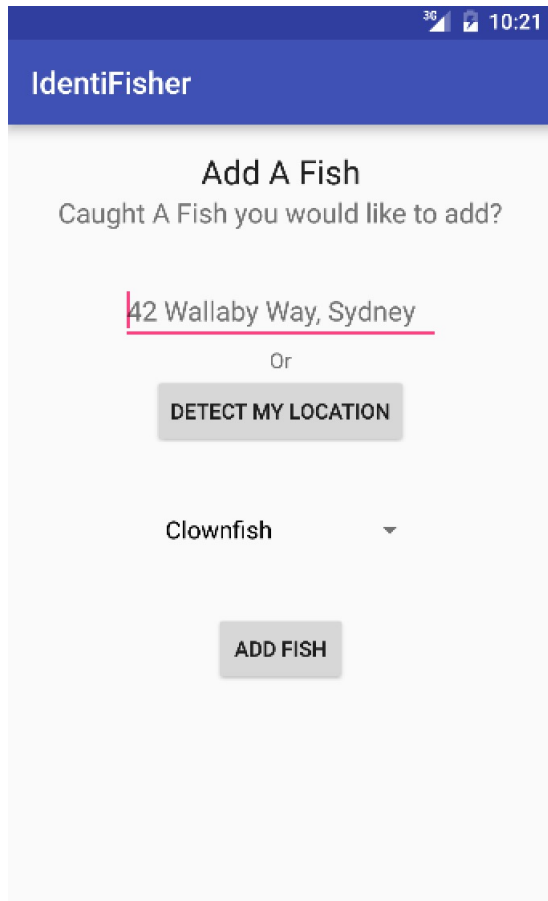 3G 10:21
IdentiFisher
Add A Fish
Caught A Fish you would like to add?
42 Wallaby Way, Sydney
Or
DETECT MY LOCATION
Clownfish
ADD FISH